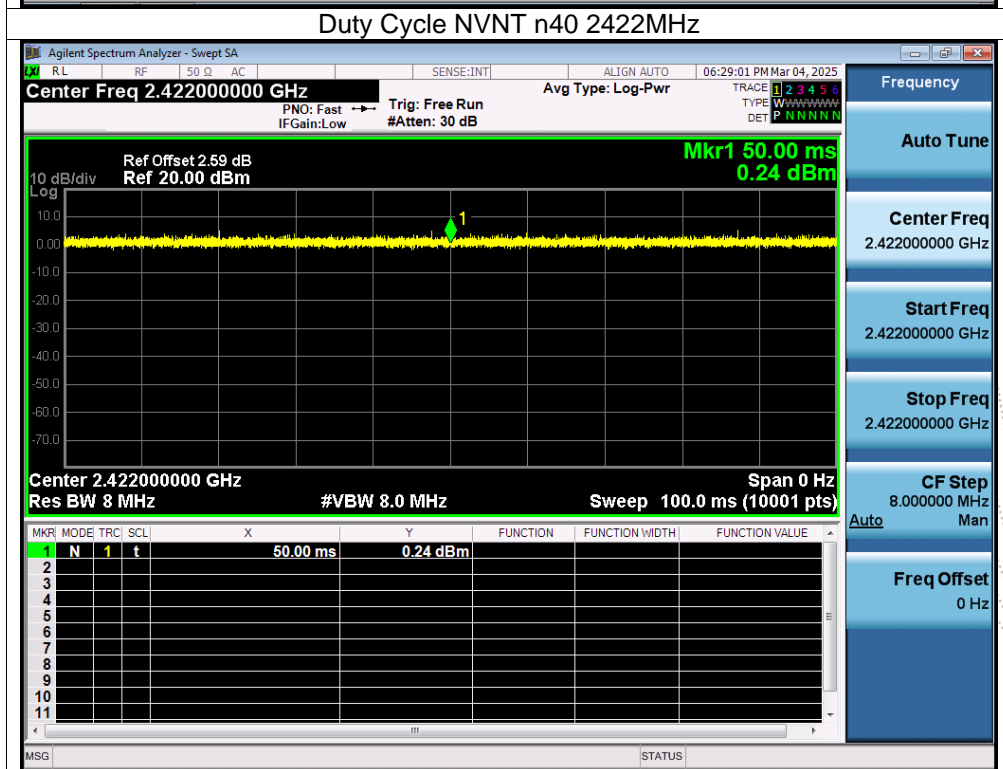 Duty Cycle NVNT n40 2422MHz
Agilent Spectrum Analyzer - Swept SA
LXI RL RF 50 Ω AC SENSE:INT ALIGN AUTO 06:29:01 PM Mar 04, 2025
Center Freq 2.422000000 GHz
PNO: Fast
IFGain:Low
Trig: Free Run
#Atten: 30 dB
Avg Type: Log-Pwr
TRACE 1 2 3 4 5 6
TYPE WWWWWWW
DET P N N N N N
Ref Offset 2.59 dB
Ref 20.00 dBm
10 dB/div
Log
Mkr1 50.00 ms
0.24 dBm
1
10.0
0.00
-10.0
-20.0
-30.0
-40.0
-50.0
-60.0
-70.0
Center 2.422000000 GHz Span 0 Hz
Res BW 8 MHz #VBW 8.0 MHz Sweep 100.0 ms (10001 pts)
MKR MODE TRC SCL X Y FUNCTION FUNCTION WIDTH FUNCTION VALUE
1 N 1 t 50.00 ms 0.24 dBm
2
3
4
5
6
7
8
9
10
11
MSG STATUS
Frequency
Auto Tune
Center Freq
2.422000000 GHz
Start Freq
2.422000000 GHz
Stop Freq
2.422000000 GHz
CF Step
8.000000 MHz
Auto Man
Freq Offset
0 Hz